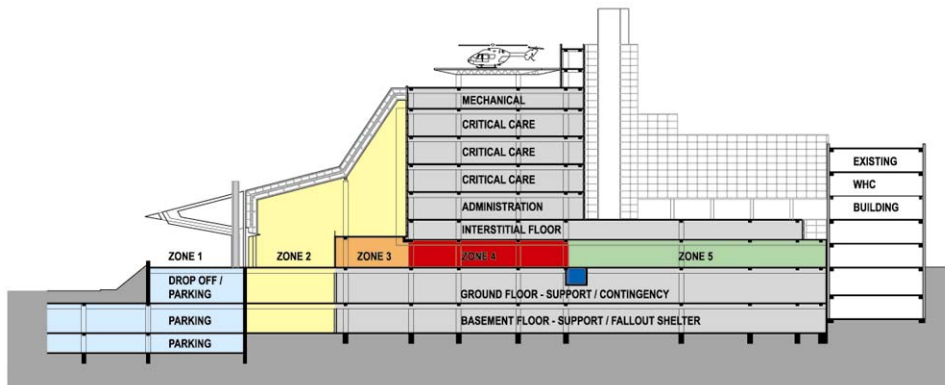 MECHANICAL
CRITICAL CARE
CRITICAL CARE
CRITICAL CARE
ADMINISTRATION
INTERSTITIAL FLOOR
EXISTING
WHC
BUILDING
ZONE 1
ZONE 2
ZONE 3
ZONE 4
ZONE 5
DROP OFF /
PARKING
GROUND FLOOR - SUPPORT / CONTINGENCY
PARKING
BASEMENT FLOOR - SUPPORT / FALLOUT SHELTER
PARKING